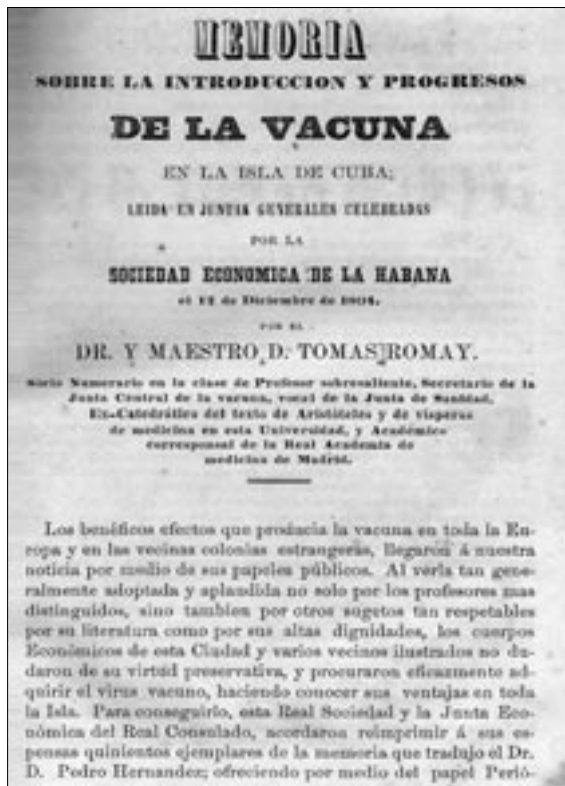 MEMORIA
SOBRE LA INTRODUCCION Y PROGRESOS
DE LA VACUNA
EN LA ISLA DE CUBA;
LEIDA EN JUNTAS GENERALES CELEBRADAS
POR LA
SOCIEDAD ECONOMICA DE LA HABANA
el 12 de Diciembre de 1804.
POR EL
DR. Y MAESTRO D. TOMAS ROMAY.
Socio Numerario en la clase de Profesor sobresaliente, Secretario de la
Junta Central de la vacuna, vocal de la Junta de Sanidad,
Ex-Catedrático del texto de Aristóteles y de vísperas
de medicina en esta Universidad, y Académico
corresponsal de la Real Academia de
medicina de Madrid.
Los benéficos efectos que producia la vacuna en toda la Eu-
ropa y en las vecinas colonias estrangeras, llegaron á nuestra
noticia por medio de sus papeles públicos. Al verla tan gene-
ralmente adoptada y aplaudida no solo por los profesores mas
distinguidos, sino tambien por otros sugetos tan respetables
por su literatura como por sus altas dignidades, los cuerpos
Económicos de esta Ciudad y varios vecinos ilustrados no du-
daron de su virtud preservativa, y procuraron eficazmente ad-
quirir el virus vacuno, haciendo conocer sus ventajas en toda
la Isla. Para conseguirlo, esta Real Sociedad y la Junta Eco-
nómica del Real Consulado, acordaron reimprimir á sus es-
pensas quinientos ejemplares de la memoria que tradujo el Dr.
D. Pedro Hernandez; ofreciendo por medio del papel Perió-